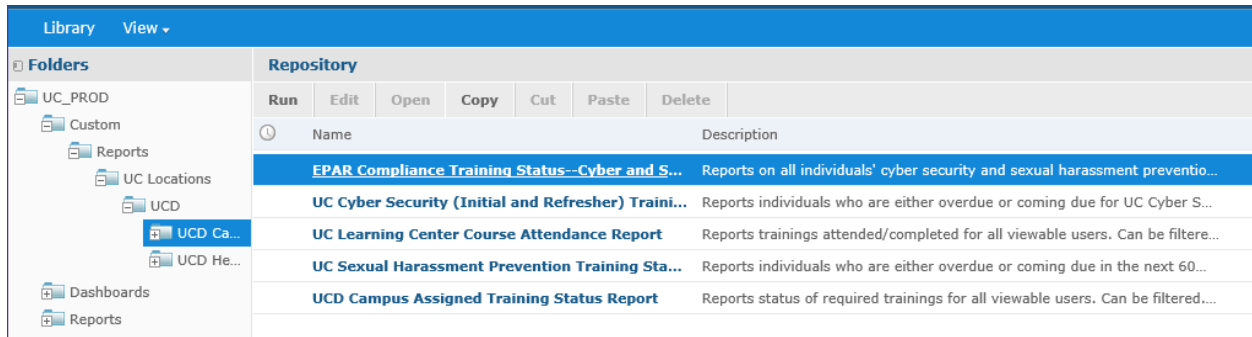 Library View
Folders
Repository
UC_PROD
Custom
Reports
UC Locations
UCD
UCD Ca...
UCD He...
Dashboards
Reports
Run Edit Open Copy Cut Paste Delete
Name Description
EPAR Compliance Training Status--Cyber and S... Reports on all individuals' cyber security and sexual harassment preventio...
UC Cyber Security (Initial and Refresher) Traini... Reports individuals who are either overdue or coming due for UC Cyber S...
UC Learning Center Course Attendance Report Reports trainings attended/completed for all viewable users. Can be filtere...
UC Sexual Harassment Prevention Training Sta... Reports individuals who are either overdue or coming due in the next 60...
UCD Campus Assigned Training Status Report Reports status of required trainings for all viewable users. Can be filtered....